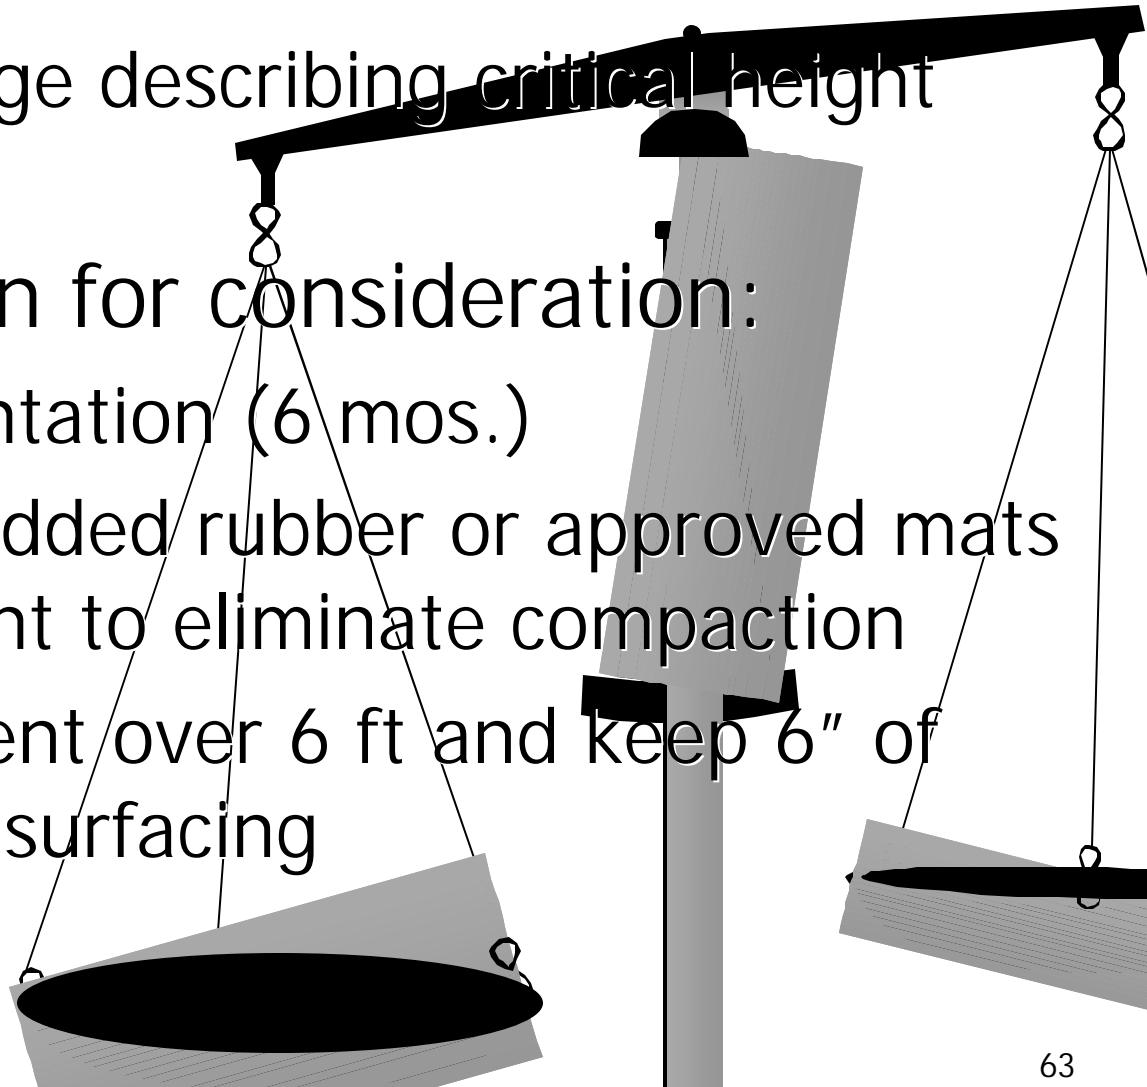 ge describing critical height
n for consideration:
ntation (6 mos.)
dded rubber or approved mats
nt to eliminate compaction
ent over 6 ft and keep 6" of
surfacing
63